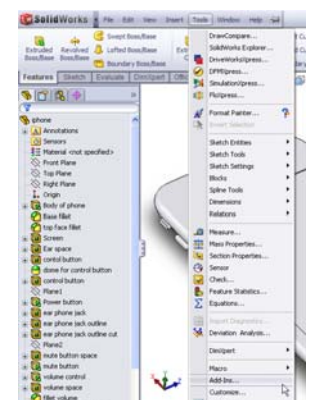 SolidWorks File Edit View Insert Tools Window Help
Extruded Boss/Base
Revolved Boss/Base
Swept Boss/Base
Lofted Boss/Base
Boundary Boss/Base
Features Sketch Evaluate DimXpert
iphone
Annotations
Sensors
Material <not specified>
Front Plane
Top Plane
Right Plane
Origin
Body of phone
Base fillet
top face fillet
Screen
Ear space
contol button
dome for control button
control button
Plane1
Power button
ear phone jack
ear phone jack outline
ear phone jack outline cut
Plane2
mute button space
mute button
volume control
volume space
fillet volume
DrawCompare...
SolidWorks Explorer...
DriveWorksXpress...
DFMXpress...
SimulationXpress...
FloXpress...
Format Painter...
Invert Selection
Sketch Entities
Sketch Tools
Sketch Settings
Blocks
Spline Tools
Dimensions
Relations
Measure...
Mass Properties...
Section Properties...
Sensor
Check...
Feature Statistics...
Equations...
Import Diagnostics...
Deviation Analysis...
DimXpert
Macro
Add-Ins...
Customize...